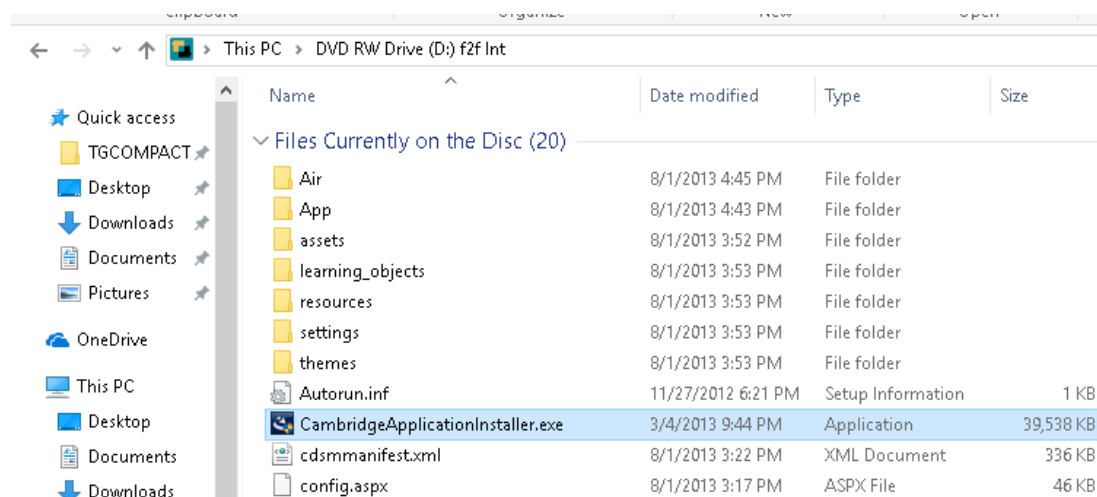 Clipboard Organize New Open
This PC > DVD RW Drive (D:) f2f Int
Name Date modified Type Size
Quick access
Files Currently on the Disc (20)
TGCOMPACT
Air 8/1/2013 4:45 PM File folder
Desktop
App 8/1/2013 4:43 PM File folder
Downloads
assets 8/1/2013 3:52 PM File folder
Documents
learning_objects 8/1/2013 3:53 PM File folder
Pictures
resources 8/1/2013 3:53 PM File folder
settings 8/1/2013 3:53 PM File folder
OneDrive
themes 8/1/2013 3:53 PM File folder
This PC
Autorun.inf 11/27/2012 6:21 PM Setup Information 1 KB
Desktop
CambridgeApplicationInstaller.exe 3/4/2013 9:44 PM Application 39,538 KB
Documents
cdsmmanifest.xml 8/1/2013 3:22 PM XML Document 336 KB
Downloads
config.aspx 8/1/2013 3:17 PM ASPX File 46 KB